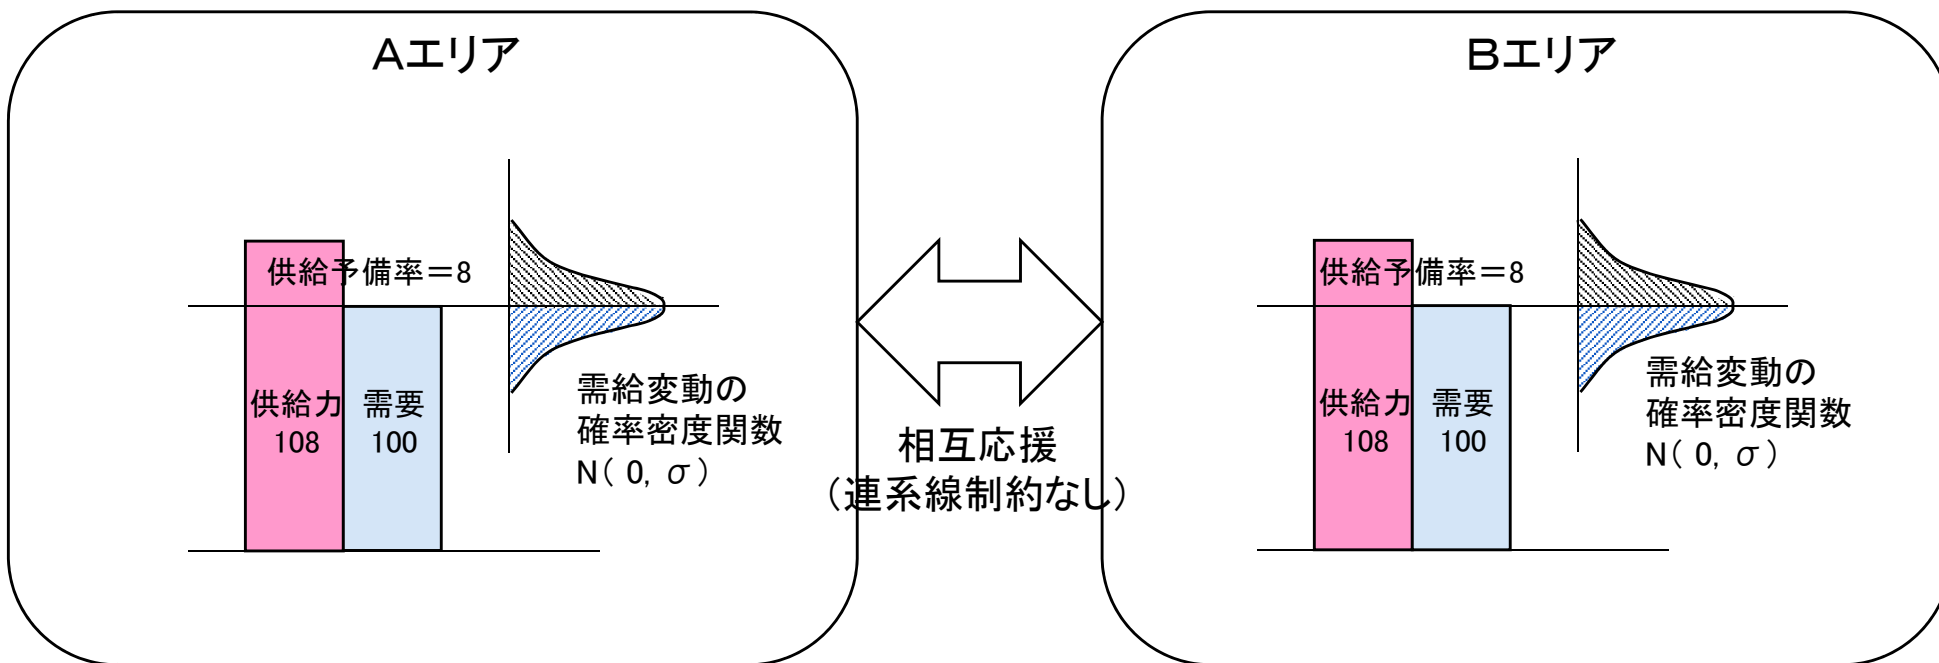 Aエリア
供給予備率=8
供給力
108
需要
100
需給変動の
確率密度関数
N( 0, σ)
相互応援
(連系線制約なし)
Bエリア
供給予備率=8
供給力
108
需要
100
需給変動の
確率密度関数
N( 0, σ)